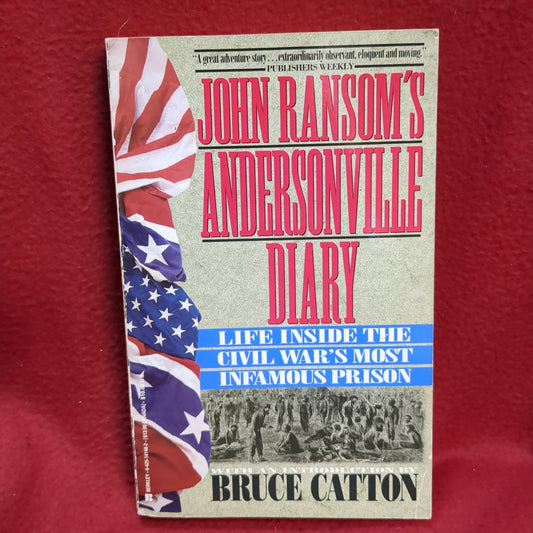 "A great adventure story . . . extraordinarily observant, eloquent and moving."
PUBLISHERS WEEKLY
JOHN RANSOM'S
ANDERSONVILLE
DIARY
LIFE INSIDE THE
CIVIL WAR'S MOST
INFAMOUS PRISON
WITH AN INTRODUCTION BY
BRUCE CATTON